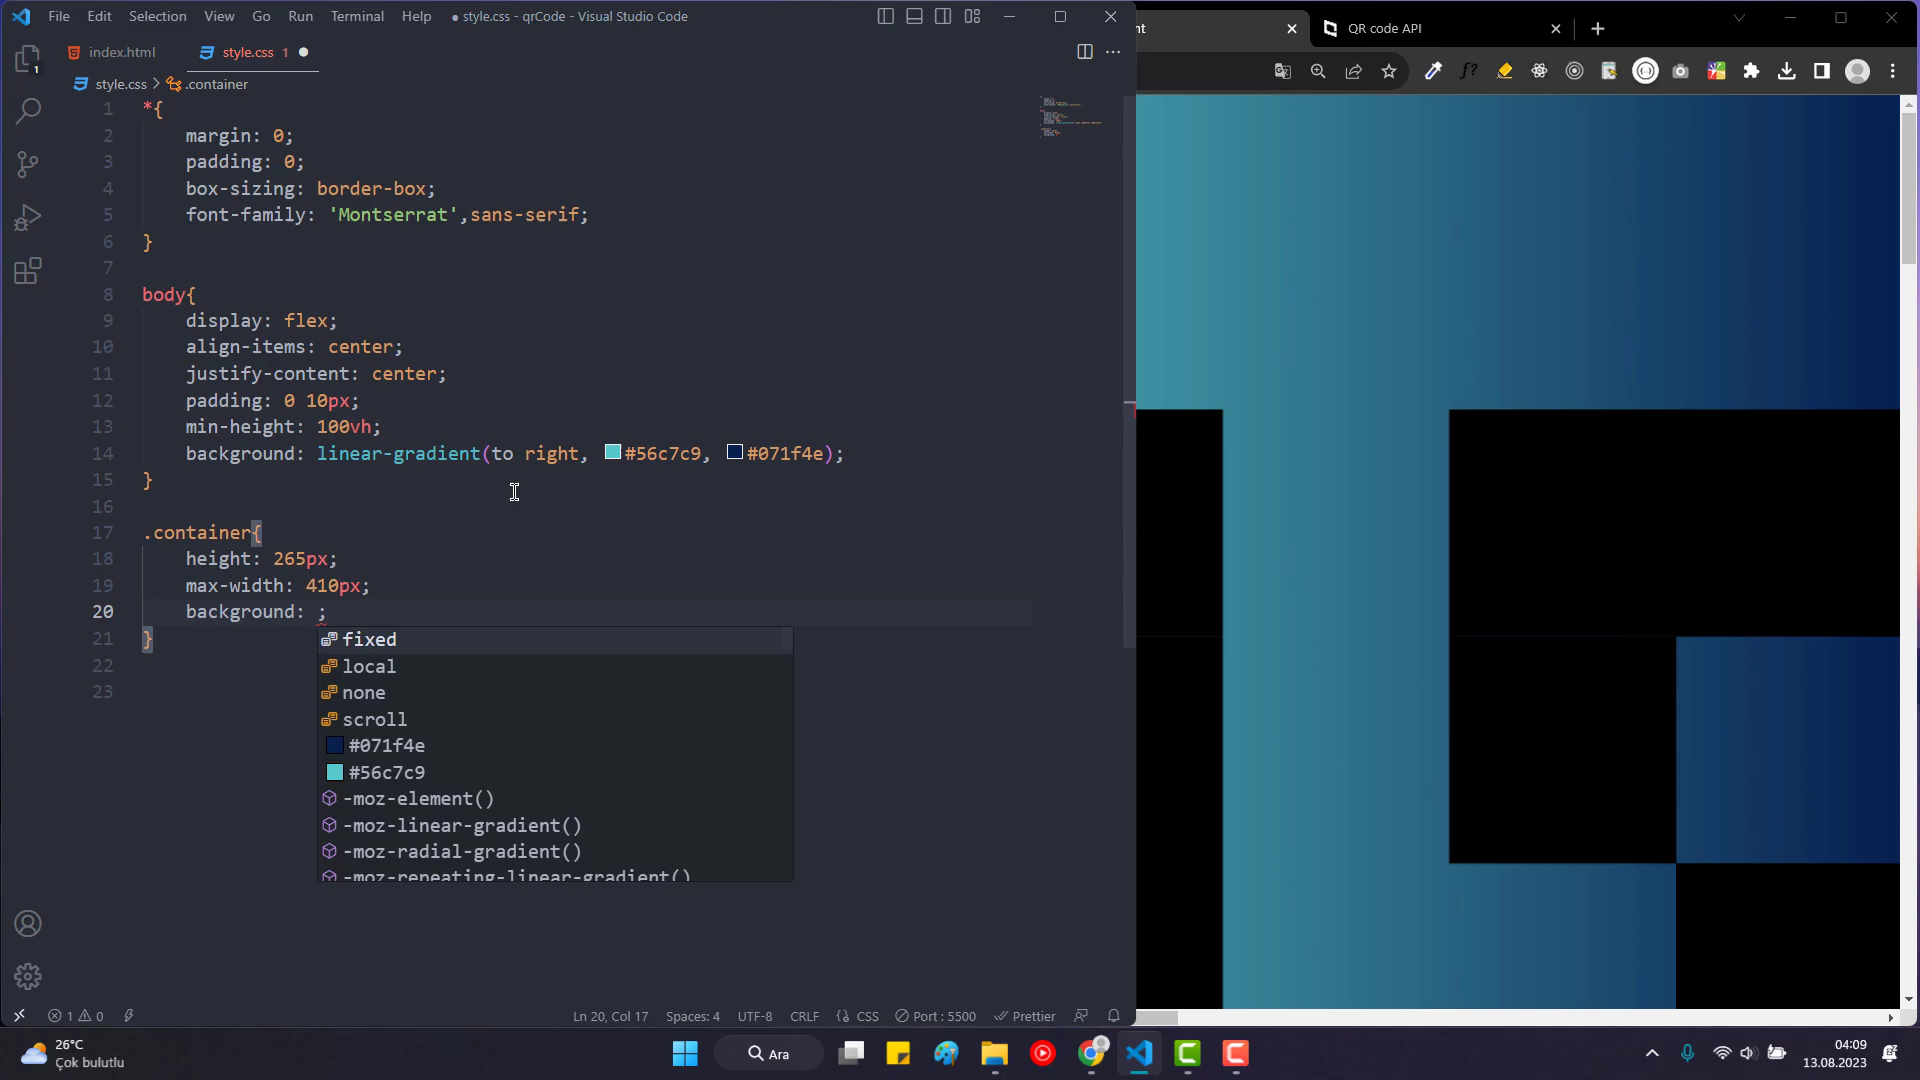 File Edit Selection View Go Run Terminal Help
● style.css - qrCode - Visual Studio Code
nt
QR code API
index.html
style.css 1
style.css > .container
1 *{
2 margin: 0;
3 padding: 0;
4 box-sizing: border-box;
5 font-family: 'Montserrat',sans-serif;
6 }
7
8 body{
9 display: flex;
10 align-items: center;
11 justify-content: center;
12 padding: 0 10px;
13 min-height: 100vh;
14 background: linear-gradient(to right, #56c7c9, #071f4e);
15 }
16
17 .container{
18 height: 265px;
19 max-width: 410px;
20 background: ;
21 }
22
23
fixed
local
none
scroll
#071f4e
#56c7c9
-moz-element()
-moz-linear-gradient()
-moz-radial-gradient()
-moz-repeating-linear-gradient()
1 0 Ln 20, Col 17 Spaces: 4 UTF-8 CRLF {} CSS Port : 5500 Prettier
26°C
Çok bulutlu
Ara
04:09
13.08.2023